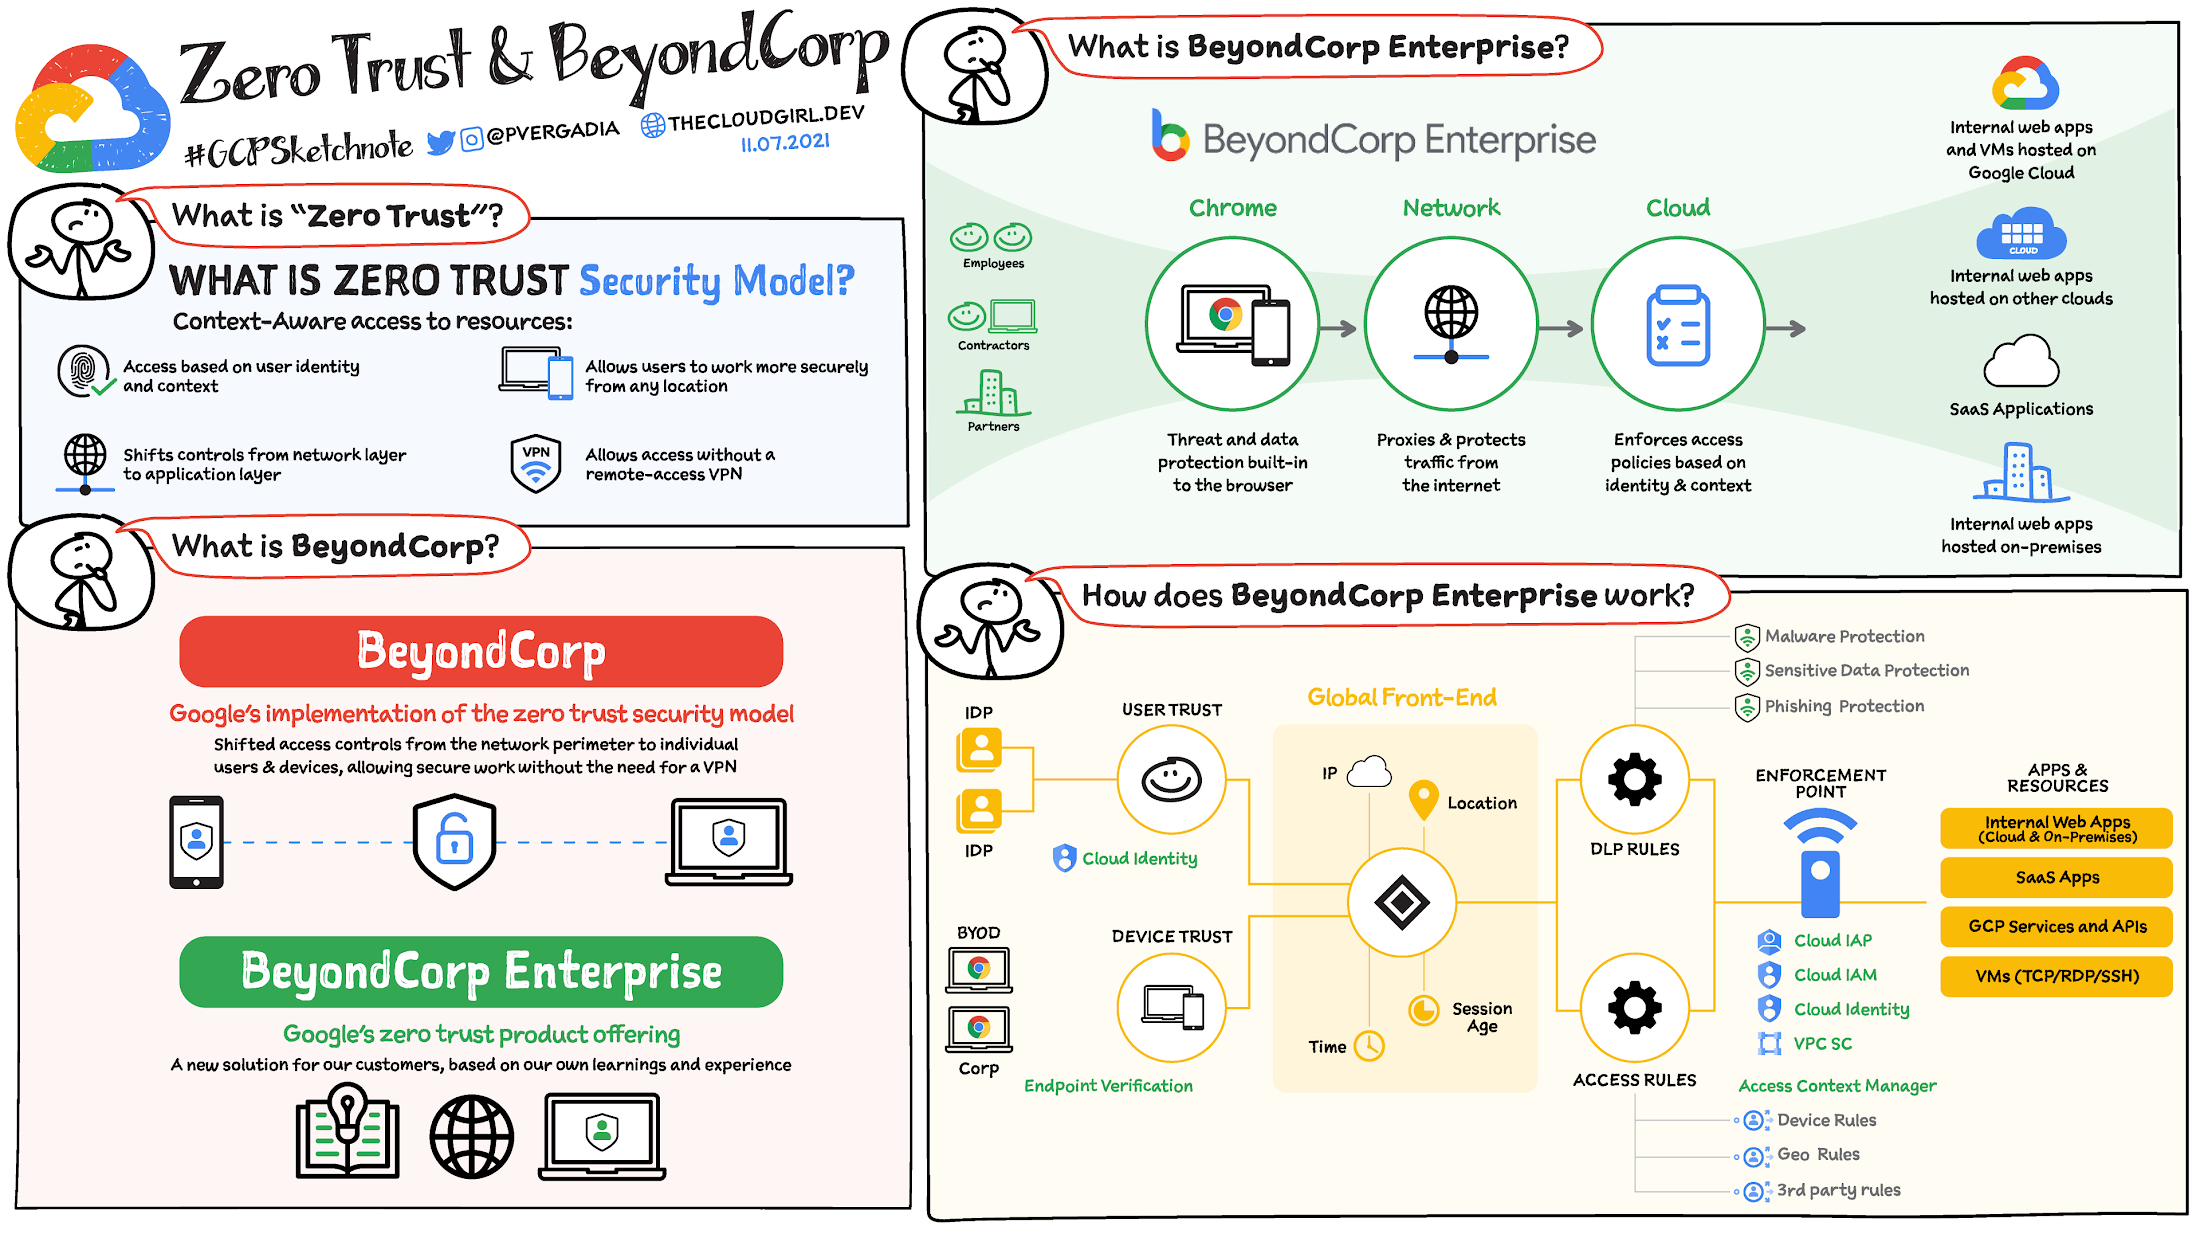 Zero Trust & BeyondCorp
#GCPSketchnote
@PVERGADIA
THECLOUDGIRL.DEV
11.07.2021
What is "Zero Trust"?
WHAT IS ZERO TRUST Security Model?
Context-Aware access to resources:
Access based on user identity
and context
Allows users to work more securely
from any location
Shifts controls from network layer
to application layer
VPN
Allows access without a
remote-access VPN
What is BeyondCorp?
BeyondCorp
Google's implementation of the zero trust security model
Shifted access controls from the network perimeter to individual
users & devices, allowing secure work without the need for a VPN
BeyondCorp Enterprise
Google's zero trust product offering
A new solution for our customers, based on our own learnings and experience
What is BeyondCorp Enterprise?
BeyondCorp Enterprise
Employees
Contractors
Partners
Chrome
Threat and data
protection built-in
to the browser
Network
Proxies & protects
traffic from
the internet
Cloud
Enforces access
policies based on
identity & context
Internal web apps
and VMs hosted on
Google Cloud
CLOUD
Internal web apps
hosted on other clouds
SaaS Applications
Internal web apps
hosted on-premises
How does BeyondCorp Enterprise work?
IDP
IDP
USER TRUST
Cloud Identity
BYOD
Corp
DEVICE TRUST
Endpoint Verification
Global Front-End
IP
Location
Session
Age
Time
Malware Protection
Sensitive Data Protection
Phishing Protection
DLP RULES
ACCESS RULES
ENFORCEMENT
POINT
Cloud IAP
Cloud IAM
Cloud Identity
VPC SC
Access Context Manager
Device Rules
Geo Rules
3rd party rules
APPS &
RESOURCES
Internal Web Apps
(Cloud & On-Premises)
SaaS Apps
GCP Services and APIs
VMs (TCP/RDP/SSH)